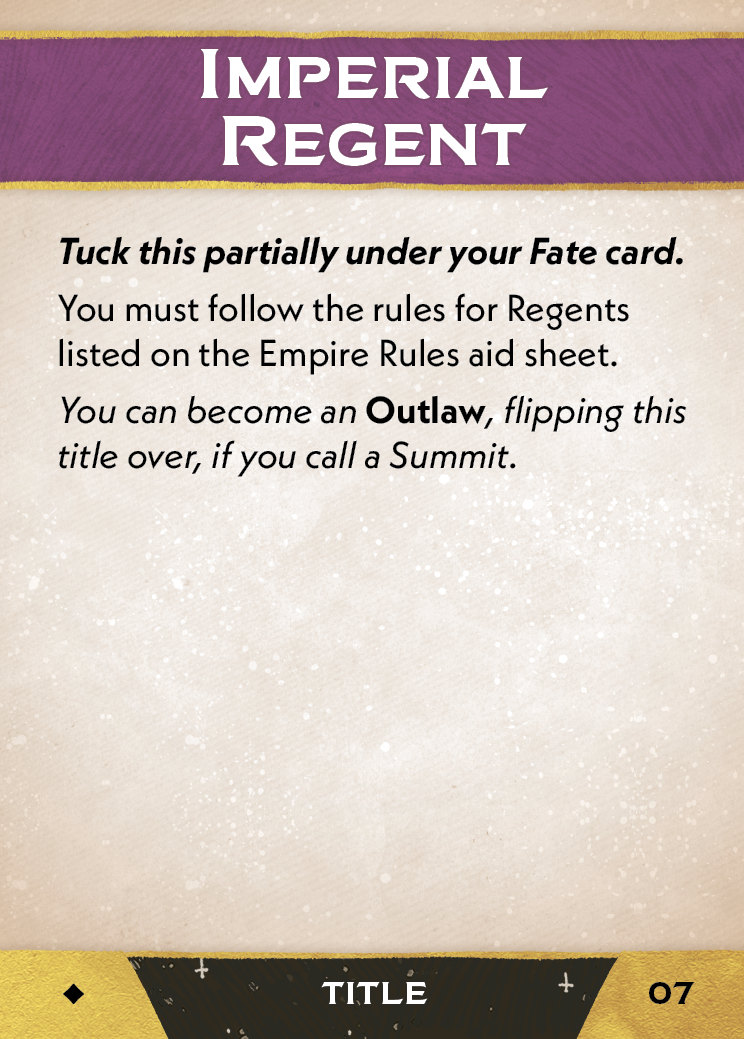 Imperial
Regent
Tuck this partially under your Fate card.
You must follow the rules for Regents
listed on the Empire Rules aid sheet.
You can become an Outlaw, flipping this
title over, if you call a Summit.
TITLE
07